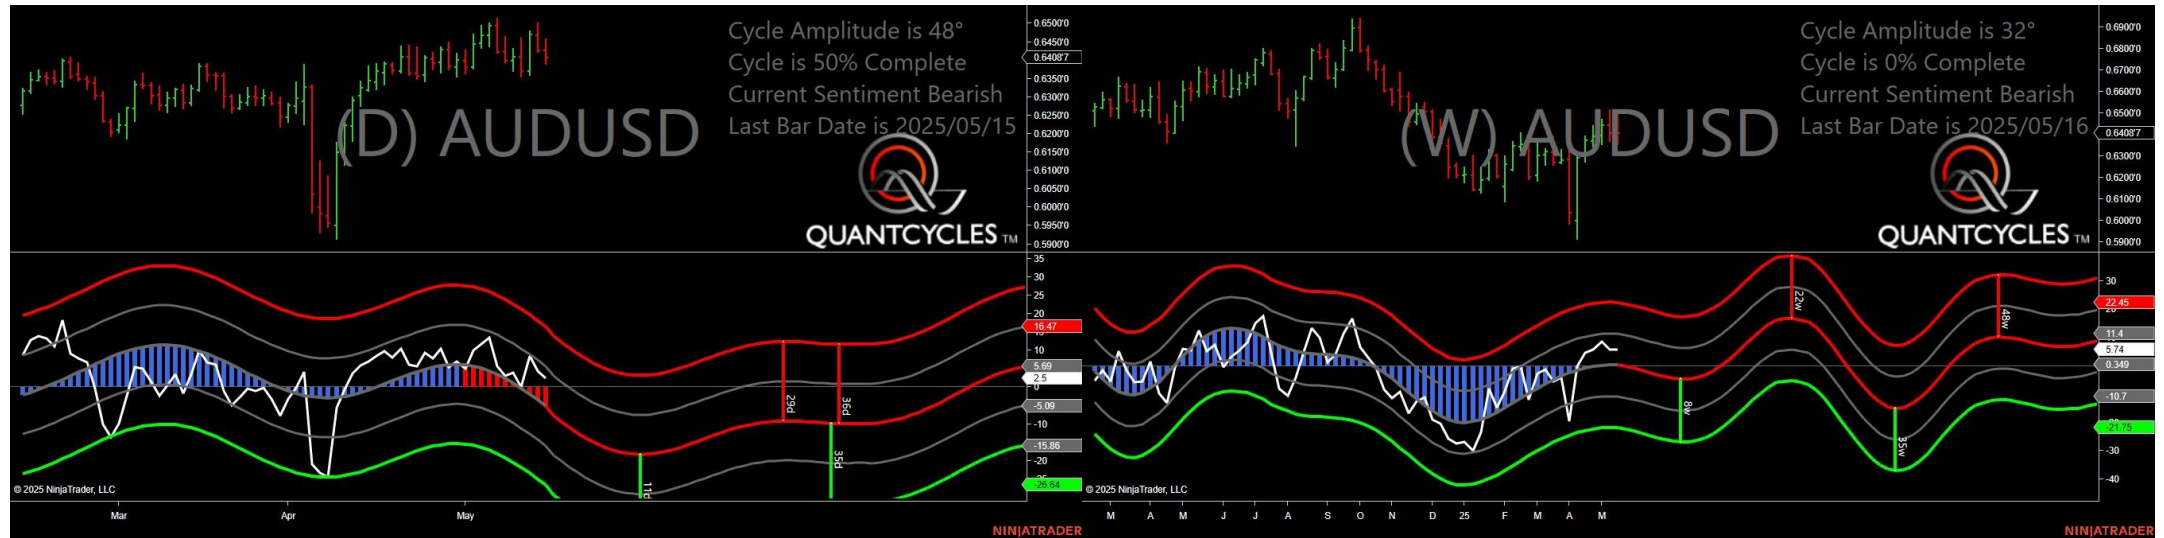 Cycle Amplitude is 48°
Cycle is 50% Complete
Current Sentiment Bearish
Last Bar Date is 2025/05/15
(D) AUDUSD
QUANTCYCLES TM
0.6500'0
0.6450'0
0.6408'7
0.6350'0
0.6300'0
0.6250'0
0.6200'0
0.6150'0
0.6100'0
0.6050'0
0.6000'0
0.5950'0
0.5900'0
35
30
25
20
16.47
10
5.69
2.5
0
-5.09
-10
-15.86
-20
-26.64
29d
36d
11d
35d
© 2025 NinjaTrader, LLC
Mar
Apr
May
NINJATRADER
Cycle Amplitude is 32°
Cycle is 0% Complete
Current Sentiment Bearish
Last Bar Date is 2025/05/16
(W) AUDUSD
QUANTCYCLES TM
0.6900'0
0.6800'0
0.6700'0
0.6600'0
0.6500'0
0.6408'7
0.6300'0
0.6200'0
0.6100'0
0.6000'0
0.5900'0
30
22.45
11.4
5.74
0.349
-10.7
-21.75
-30
-40
22w
48w
8w
35w
© 2025 NinjaTrader, LLC
M
A
M
J
J
A
S
O
N
D
25
F
M
A
M
NINJATRADER